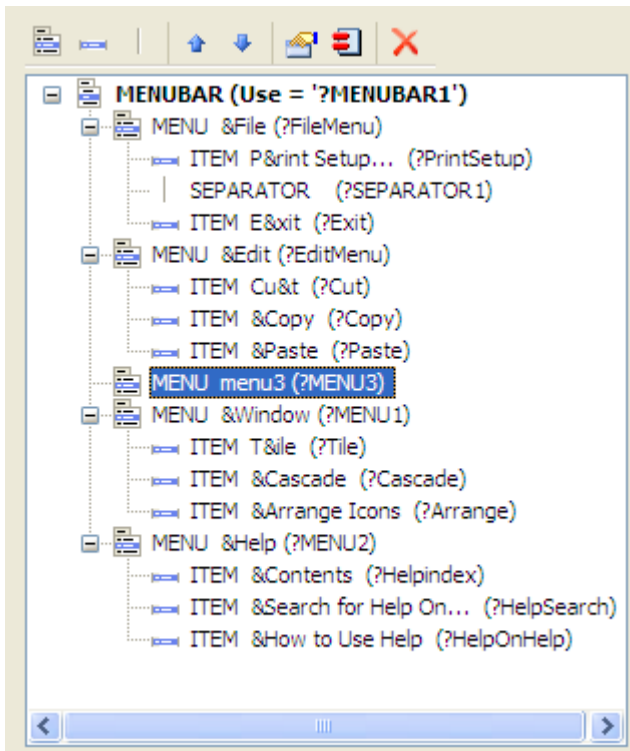 MENUBAR (Use = '?MENUBAR1')
MENU &File (?FileMenu)
ITEM P&rint Setup... (?PrintSetup)
SEPARATOR (?SEPARATOR1)
ITEM E&xit (?Exit)
MENU &Edit (?EditMenu)
ITEM Cu&t (?Cut)
ITEM &Copy (?Copy)
ITEM &Paste (?Paste)
MENU menu3 (?MENU3)
MENU &Window (?MENU1)
ITEM T&ile (?Tile)
ITEM &Cascade (?Cascade)
ITEM &Arrange Icons (?Arrange)
MENU &Help (?MENU2)
ITEM &Contents (?Helpindex)
ITEM &Search for Help On... (?HelpSearch)
ITEM &How to Use Help (?HelpOnHelp)